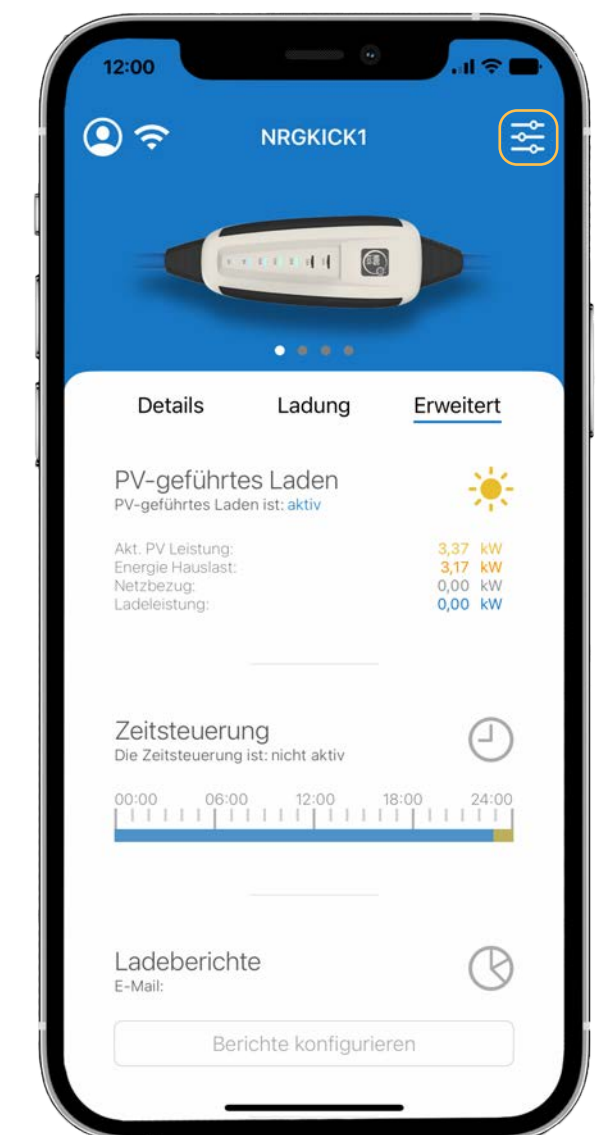 12:00
NRGKICK1
Details Ladung Erweitert
PV-geführtes Laden
PV-geführtes Laden ist: aktiv
Akt. PV Leistung: 3,37 kW
Energie Hauslast: 3,17 kW
Netzbezug: 0,00 kW
Ladeleistung: 0,00 kW
Zeitsteuerung
Die Zeitsteuerung ist: nicht aktiv
00:00 06:00 12:00 18:00 24:00
Ladeberichte
E-Mail:
Berichte konfigurieren